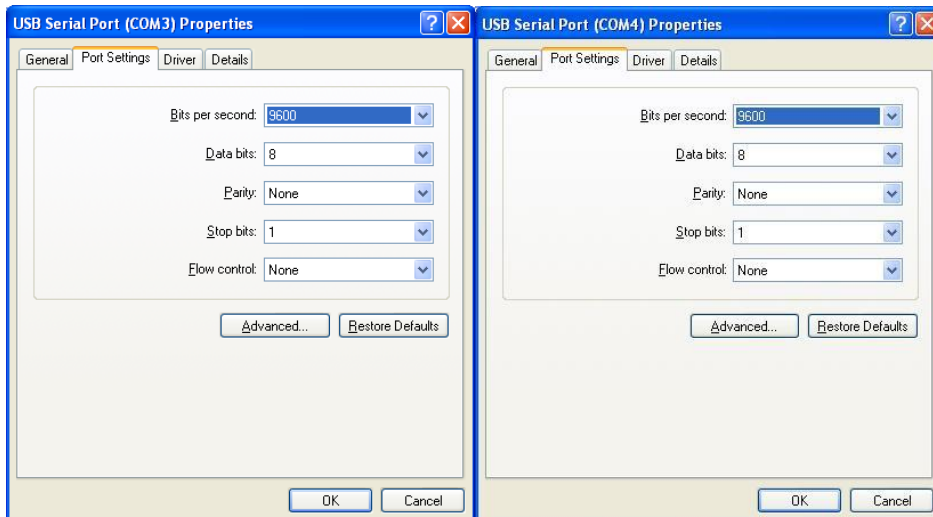 USB Serial Port (COM3) Properties
General Port Settings Driver Details
Bits per second: 9600
Data bits: 8
Parity: None
Stop bits: 1
Flow control: None
Advanced... Restore Defaults
OK Cancel
USB Serial Port (COM4) Properties
General Port Settings Driver Details
Bits per second: 9600
Data bits: 8
Parity: None
Stop bits: 1
Flow control: None
Advanced... Restore Defaults
OK Cancel